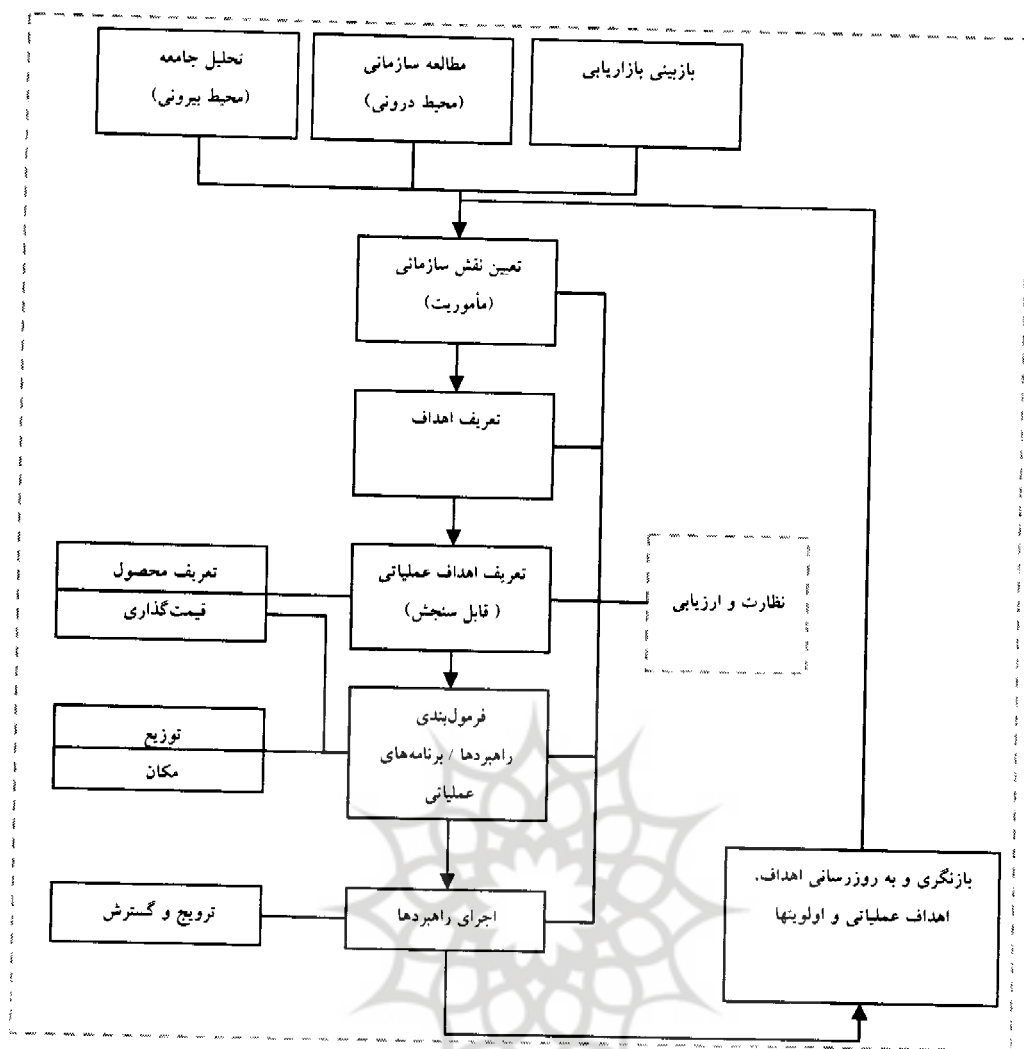 بازبینی بازاریابی
مطالعه سازمانی
(محیط درونی)
تحلیل جامعه
(محیط بیرونی)
تعیین نقش سازمانی
(مأموریت)
تعریف اهداف
تعریف اهداف عملیاتی
( قابل سنجش)
تعریف محصول
قیمت‌گذاری
نظارت و ارزیابی
فرمول‌بندی
راهبردها / برنامه‌های
عملیاتی
توزیع
مکان
اجرای راهبردها
ترویج و گسترش
بازنگری و به روزرسانی اهداف.
اهداف عملیاتی و اولویتها